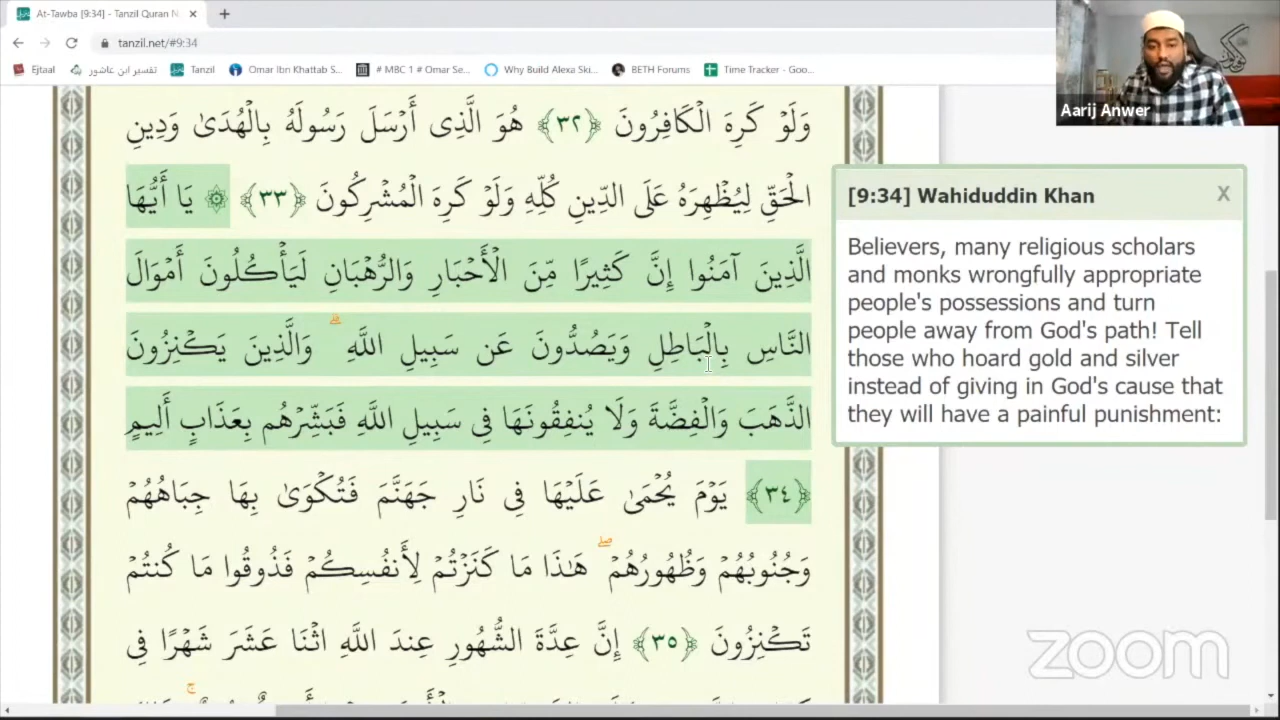 At-Tawba [9:34] - Tanzil Quran N
tanzil.net/#9:34
Ejtaal
تفسير ابن عاشور
Tanzil
Omar Ibn Khattab S...
# MBC 1 # Omar Se...
Why Build Alexa Ski...
BETH Forums
Time Tracker - Goo...
Aarij Anwer
وَلَوْ كَرِهَ الْكَافِرُونَ ﴿٣٢﴾ هُوَ الَّذِي أَرْسَلَ رَسُولَهُ بِالْهُدَىٰ وَدِينِ
الْحَقِّ لِيُظْهِرَهُ عَلَى الدِّينِ كُلِّهِ وَلَوْ كَرِهَ الْمُشْرِكُونَ ﴿٣٣﴾ ۞ يَا أَيُّهَا
الَّذِينَ آمَنُوا إِنَّ كَثِيرًا مِّنَ الْأَحْبَارِ وَالرُّهْبَانِ لَيَأْكُلُونَ أَمْوَالَ
النَّاسِ بِالْبَاطِلِ وَيَصُدُّونَ عَن سَبِيلِ اللَّهِ ۗ وَالَّذِينَ يَكْنِزُونَ
الذَّهَبَ وَالْفِضَّةَ وَلَا يُنفِقُونَهَا فِي سَبِيلِ اللَّهِ فَبَشِّرْهُم بِعَذَابٍ أَلِيمٍ
﴿٣٤﴾ يَوْمَ يُحْمَىٰ عَلَيْهَا فِي نَارِ جَهَنَّمَ فَتُكْوَىٰ بِهَا جِبَاهُهُمْ
وَجُنُوبُهُمْ وَظُهُورُهُمْ ۖ هَٰذَا مَا كَنَزْتُمْ لِأَنفُسِكُمْ فَذُوقُوا مَا كُنتُمْ
تَكْنِزُونَ ﴿٣٥﴾ إِنَّ عِدَّةَ الشُّهُورِ عِندَ اللَّهِ اثْنَا عَشَرَ شَهْرًا فِي
[9:34] Wahiduddin Khan X
Believers, many religious scholars
and monks wrongfully appropriate
people's possessions and turn
people away from God's path! Tell
those who hoard gold and silver
instead of giving in God's cause that
they will have a painful punishment:
zoom